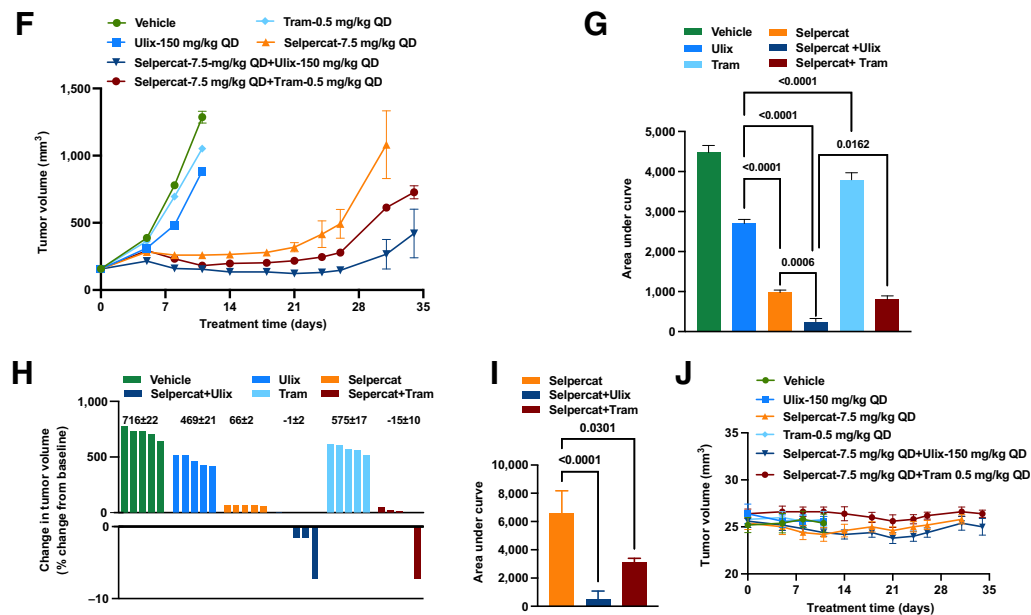 F
Vehicle
Tram-0.5 mg/kg QD
Ulix-150 mg/kg QD
Selpercat-7.5 mg/kg QD
Selpercat-7.5-mg/kg QD+Ulix-150 mg/kg QD
Selpercat-7.5 mg/kg QD+Tram-0.5 mg/kg QD
Tumor volume (mm³)
1,500
1,000
500
0
0 7 14 21 28 35
Treatment time (days)
G
Vehicle
Selpercat
Ulix
Selpercat +Ulix
Tram
Selpercat+ Tram
Area under curve
5,000
4,000
3,000
2,000
1,000
0
<0.0001
<0.0001
0.0162
<0.0001
0.0006
H
Vehicle
Ulix
Selpercat
Selpercat+Ulix
Tram
Sepercat+Tram
Change in tumor volume
(% change from baseline)
1,000
500
0
0
−10
716±22 469±21 66±2 -1±2 575±17 -15±10
I
Selpercat
Selpercat+Ulix
Selpercat+Tram
Area under curve
10,000
8,000
6,000
4,000
2,000
0
0.0301
<0.0001
J
Vehicle
Ulix-150 mg/kg QD
Selpercat-7.5 mg/kg QD
Tram-0.5 mg/kg QD
Selpercat-7.5 mg/kg QD+Ulix-150 mg/kg QD
Selpercat-7.5 mg/kg QD+Tram 0.5 mg/kg QD
Tumor volume (mm³)
35
30
25
20
0 7 14 21 28 35
Treatment time (days)